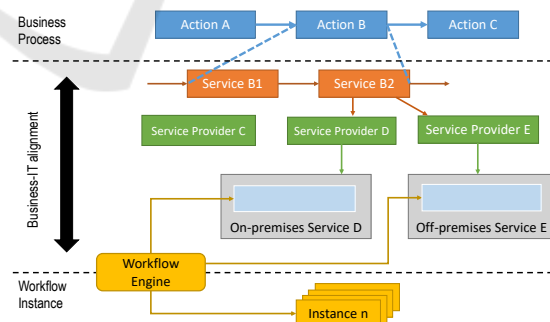 Business
Process
Action A
Action B
Action C
Business-IT alignment
Service B1
Service B2
Service Provider C
Service Provider D
Service Provider E
On-premises Service D
Off-premises Service E
Workflow
Engine
Workflow
Instance
Instance n